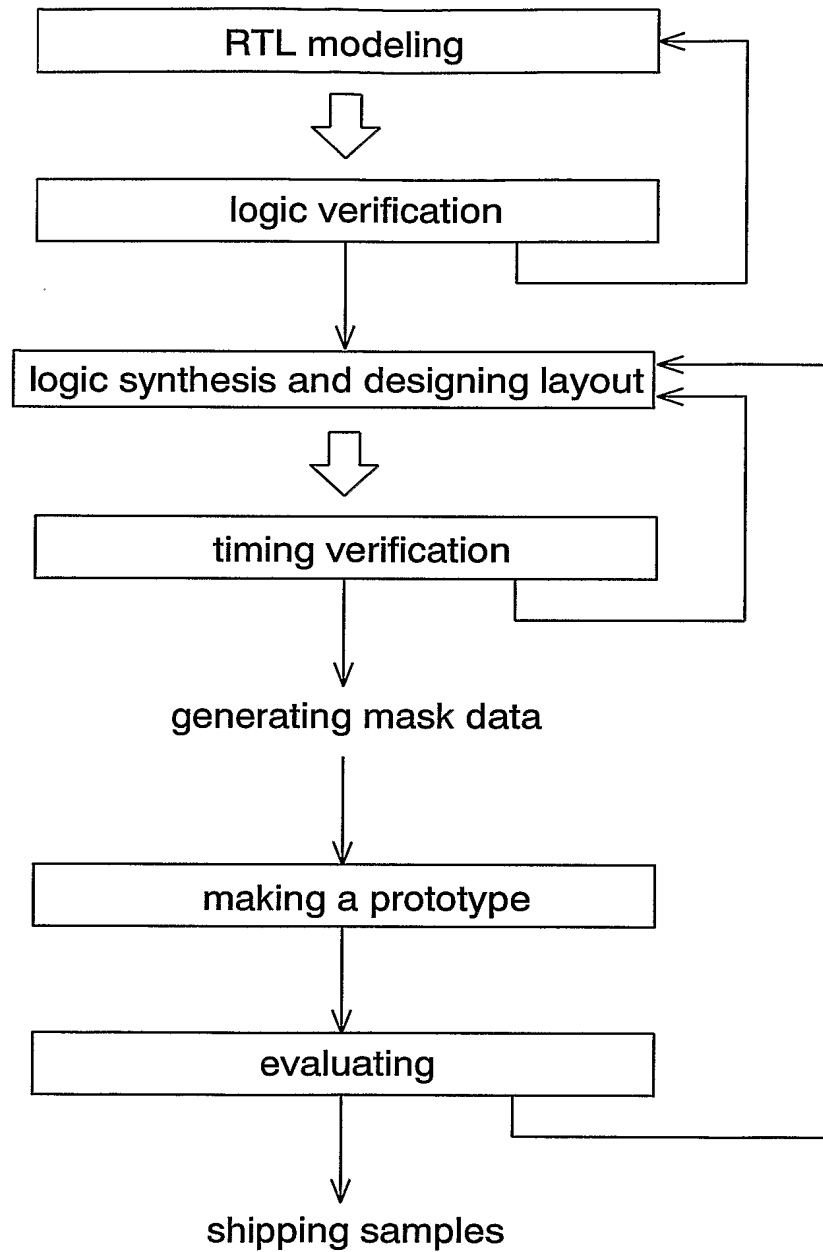 RTL modeling
logic verification
logic synthesis and designing layout
timing verification
generating mask data
making a prototype
evaluating
shipping samples